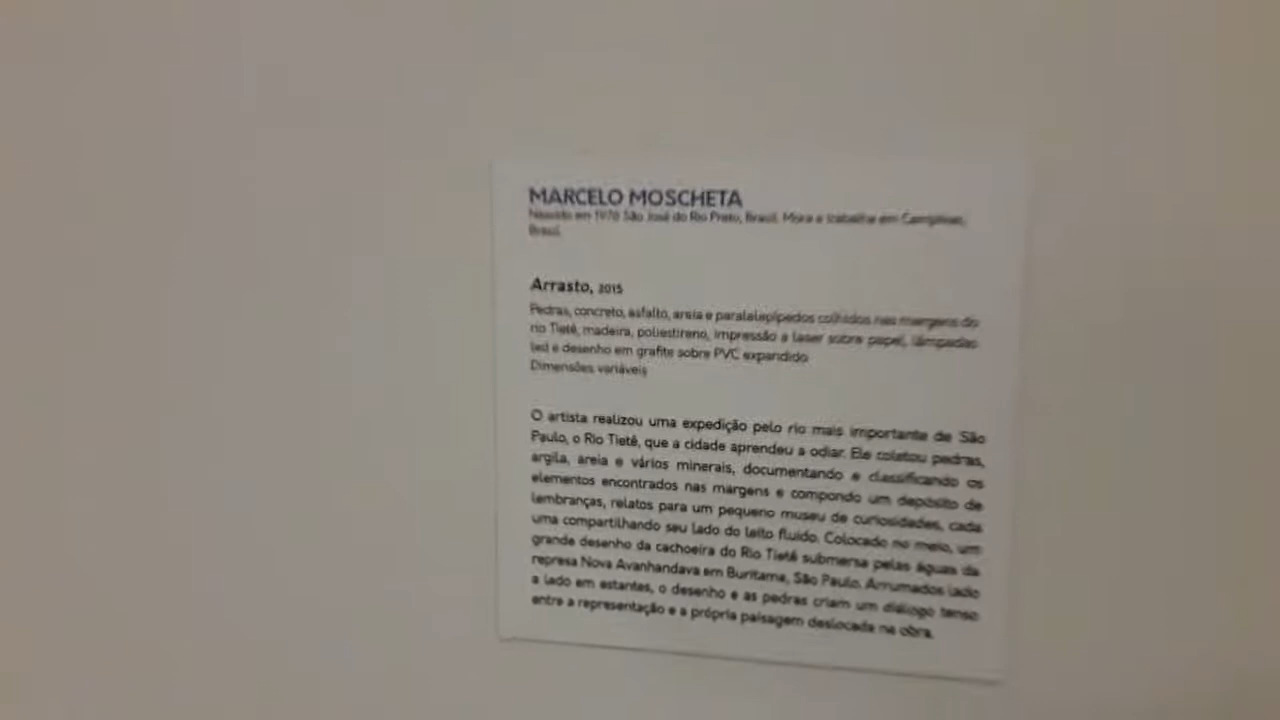 MARCELO MOSCHETA
Nascido em 1976 São José do Rio Preto, Brasil. Mora e trabalha em Campinas,
Brasil.
Arrasto, 2015
Pedras, concreto, asfalto, areia e paralelepípedos colhidos nas margens do
rio Tietê, madeira, poliestireno, impressão a laser sobre papel, lâmpadas
led e desenho em grafite sobre PVC expandido
Dimensões variáveis
O artista realizou uma expedição pelo rio mais importante de São
Paulo, o Rio Tietê, que a cidade aprendeu a odiar. Ele coletou pedras,
argila, areia e vários minerais, documentando e classificando os
elementos encontrados nas margens e compondo um depósito de
lembranças, relatos para um pequeno museu de curiosidades, cada
uma compartilhando seu lado do leito fluido. Colocado no meio, um
grande desenho da cachoeira do Rio Tietê submersa pelas águas da
represa Nova Avanhandava em Buritama, São Paulo. Arrumados lado
a lado em estantes, o desenho e as pedras criam um diálogo tenso
entre a representação e a própria paisagem deslocada na obra.